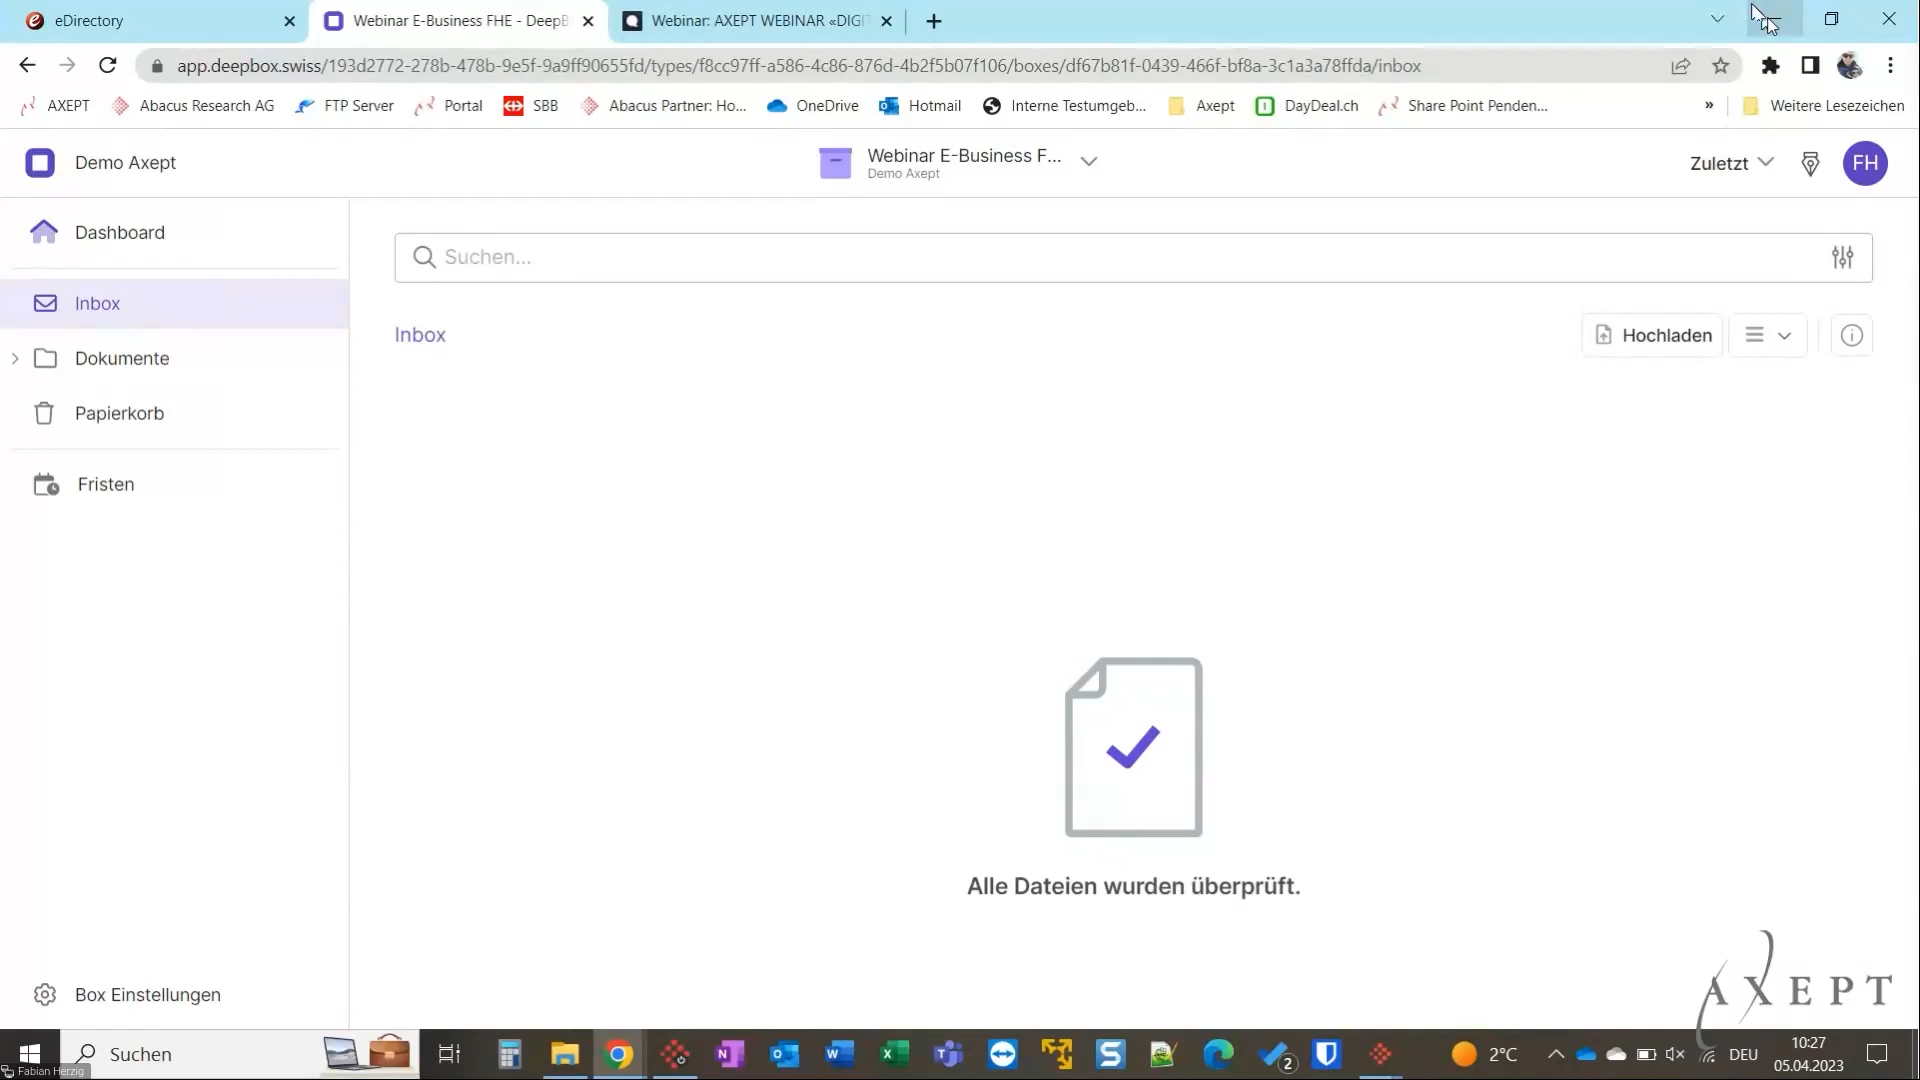 eDirectory
Webinar E-Business FHE - DeepB
Webinar: AXEPT WEBINAR «DIGI
app.deepbox.swiss/193d2772-278b-478b-9e5f-9a9ff90655fd/types/f8cc97ff-a586-4c86-876d-4b2f5b07f106/boxes/df67b81f-0439-466f-bf8a-3c1a3a78ffda/inbox
AXEPT
Abacus Research AG
FTP Server
Portal
SBB
Abacus Partner: Ho...
OneDrive
Hotmail
Interne Testumgeb...
Axept
DayDeal.ch
Share Point Penden...
»
Weitere Lesezeichen
Demo Axept
Webinar E-Business F...
Demo Axept
Zuletzt
FH
Dashboard
Suchen...
Inbox
Inbox
Hochladen
Dokumente
Papierkorb
Fristen
Alle Dateien wurden überprüft.
Box Einstellungen
AXEPT
Suchen
2
2°C
DEU
10:27
05.04.2023
Fabian Herzig